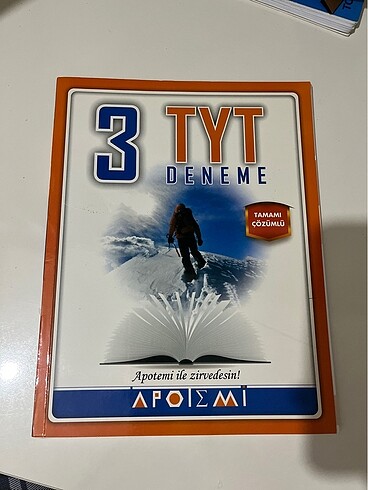 3 TYT
DENEME
TAMAMI
ÇÖZÜMLÜ
Apotemi ile zirvedesin!
APOTEMİ